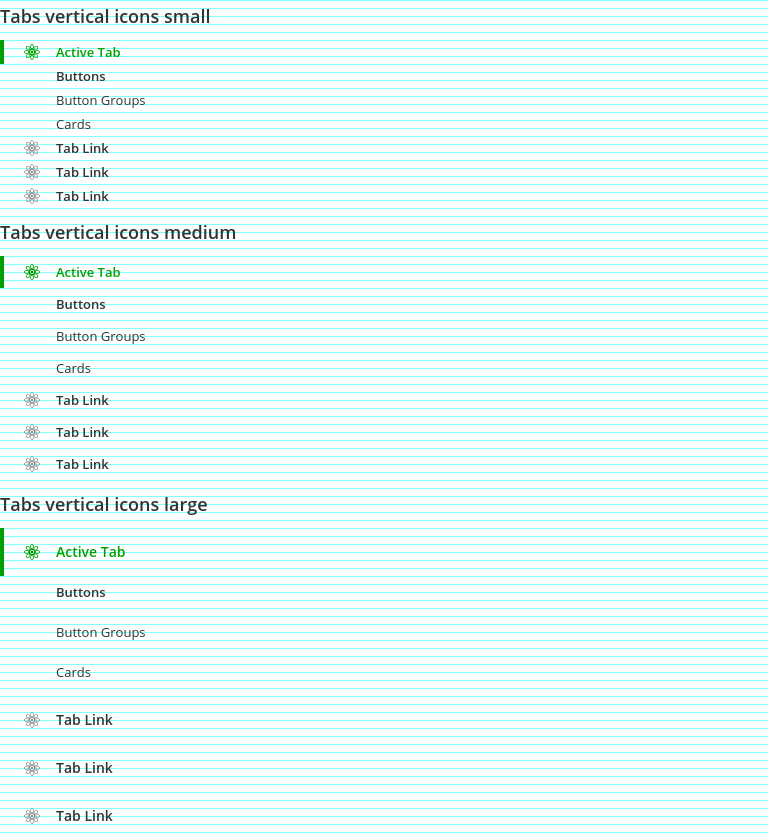 Tabs vertical icons small
Active Tab
Buttons
Button Groups
Cards
Tab Link
Tab Link
Tab Link
Tabs vertical icons medium
Active Tab
Buttons
Button Groups
Cards
Tab Link
Tab Link
Tab Link
Tabs vertical icons large
Active Tab
Buttons
Button Groups
Cards
Tab Link
Tab Link
Tab Link